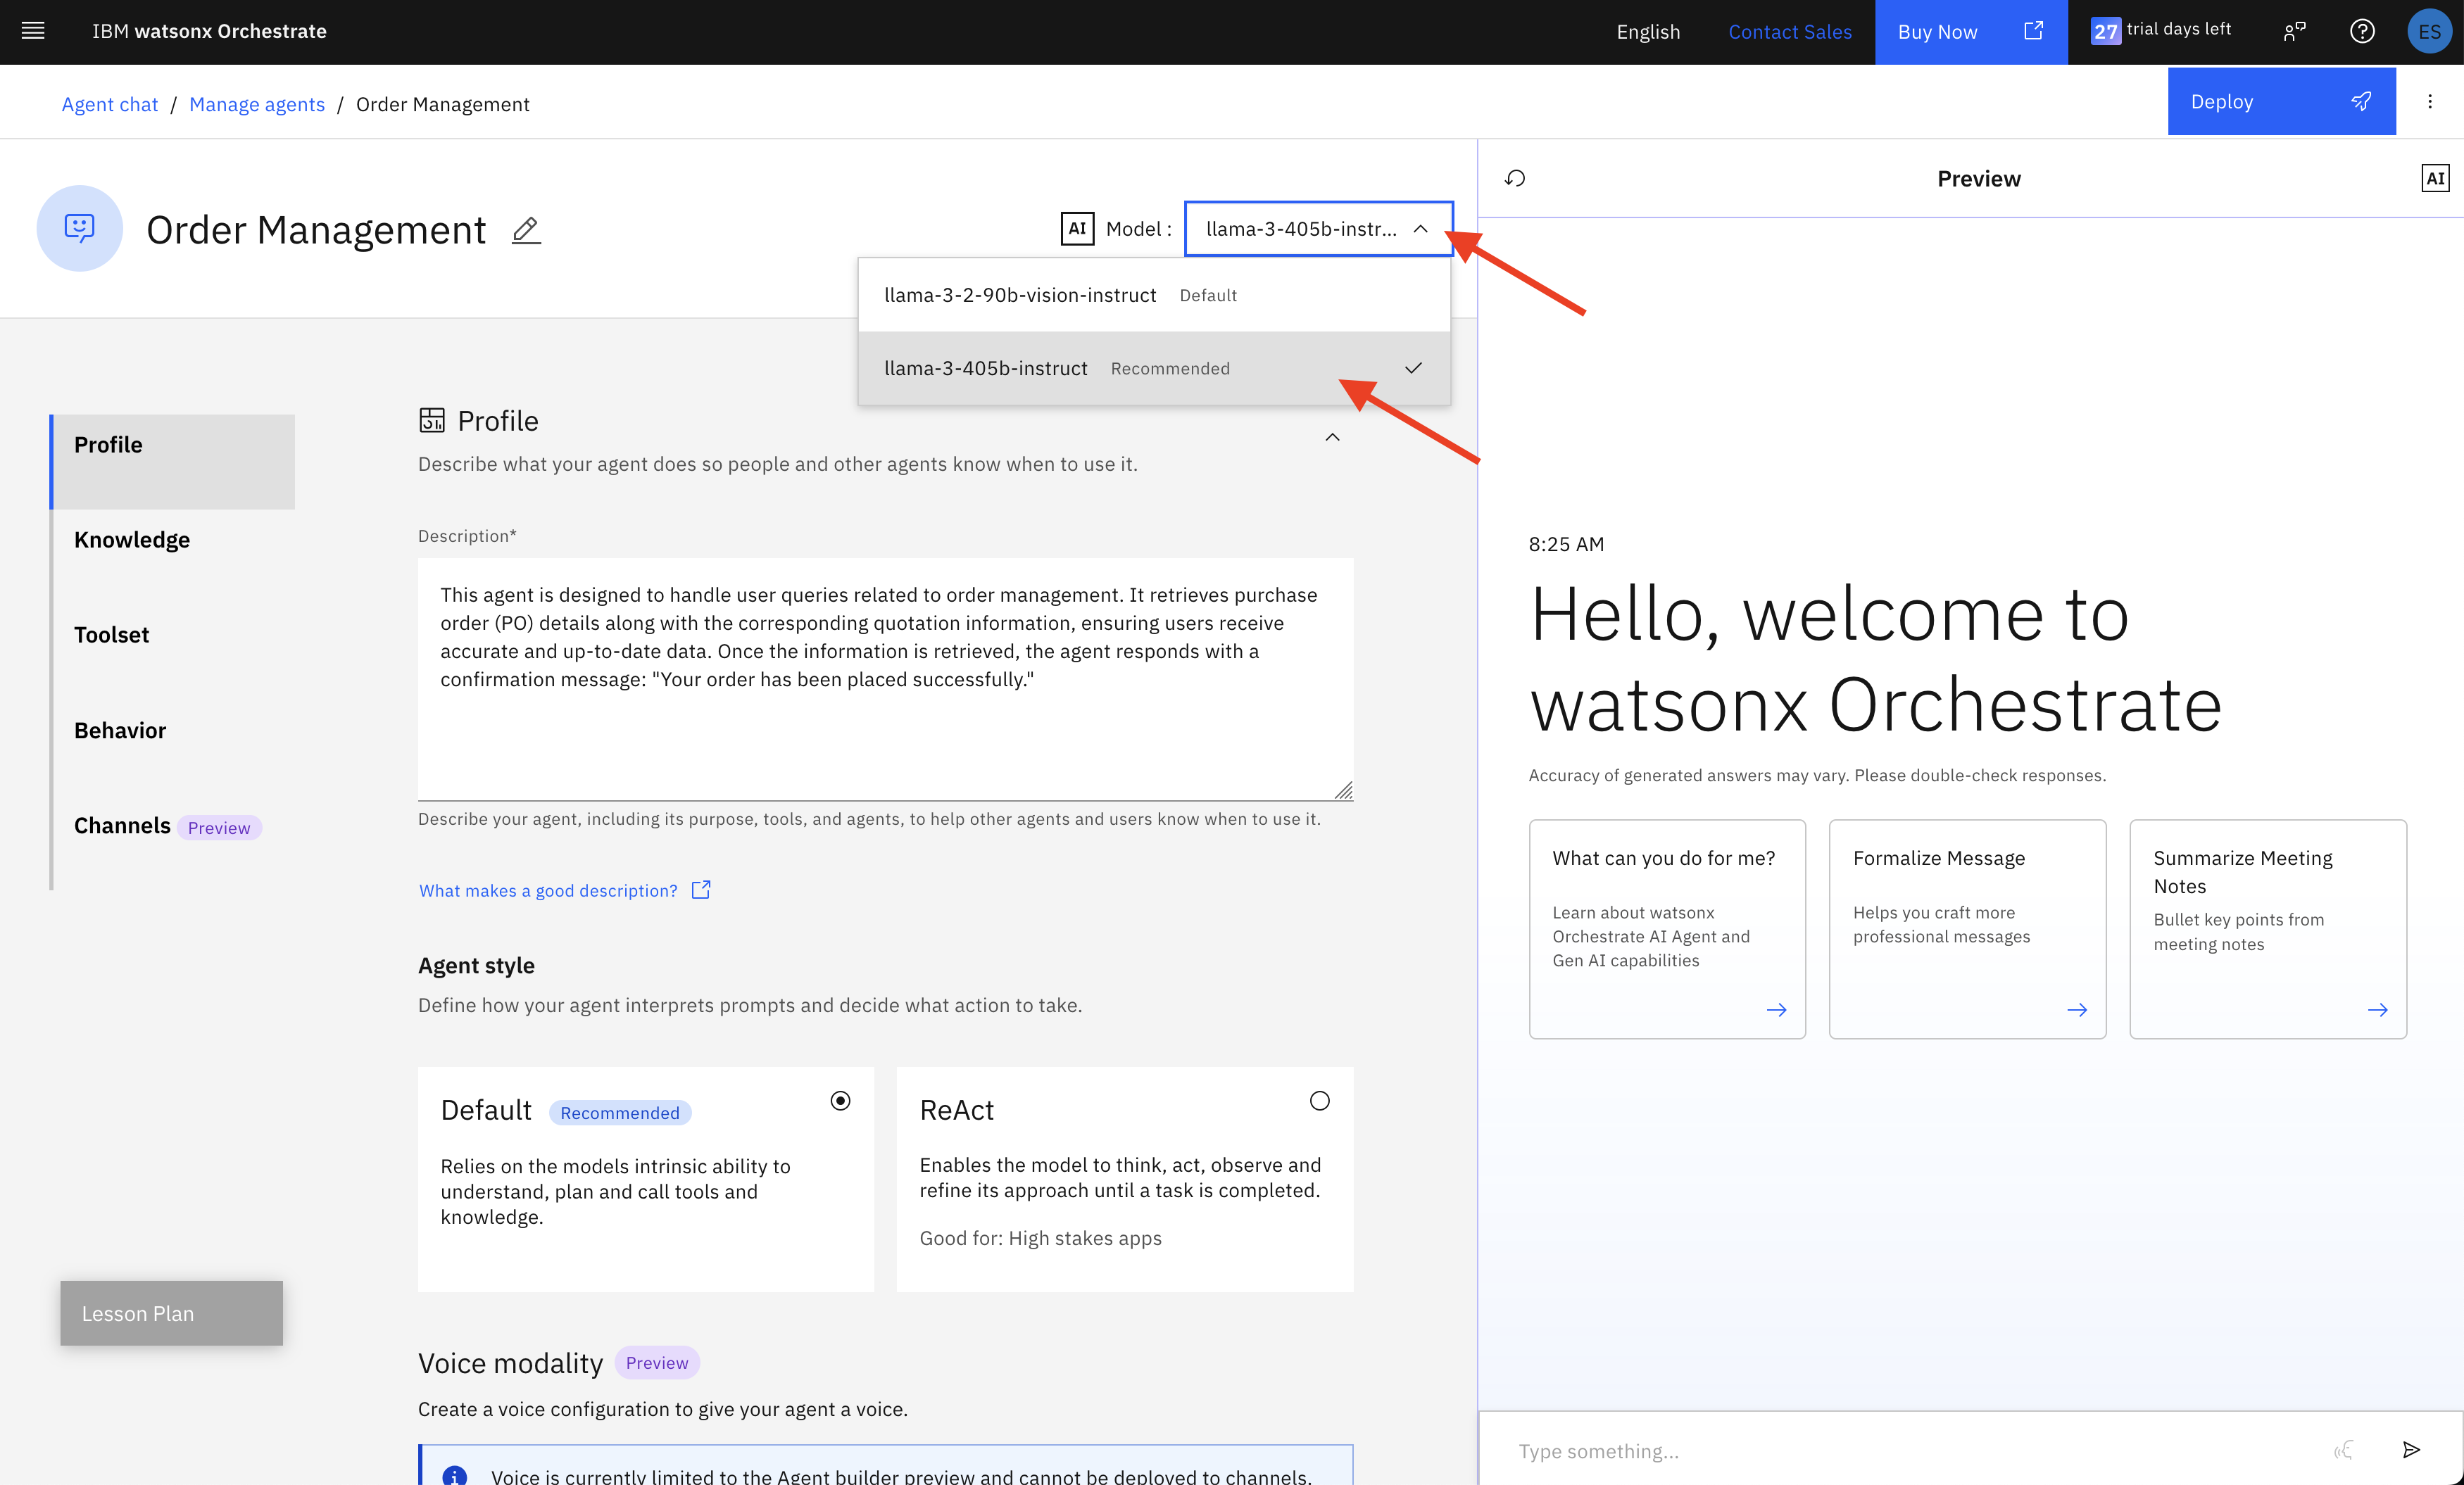 IBM watsonx Orchestrate
English
Contact Sales
Buy Now
27 trial days left
ES
Agent chat / Manage agents / Order Management
Deploy
Order Management
AI Model :
llama-3-405b-instr...
llama-3-2-90b-vision-instruct Default
llama-3-405b-instruct Recommended
Profile
Knowledge
Toolset
Behavior
Channels Preview
Lesson Plan
Profile
Describe what your agent does so people and other agents know when to use it.
Description*
This agent is designed to handle user queries related to order management. It retrieves purchase
order (PO) details along with the corresponding quotation information, ensuring users receive
accurate and up-to-date data. Once the information is retrieved, the agent responds with a
confirmation message: "Your order has been placed successfully."
Describe your agent, including its purpose, tools, and agents, to help other agents and users know when to use it.
What makes a good description?
Agent style
Define how your agent interprets prompts and decide what action to take.
Default Recommended
Relies on the models intrinsic ability to
understand, plan and call tools and
knowledge.
ReAct
Enables the model to think, act, observe and
refine its approach until a task is completed.
Good for: High stakes apps
Voice modality Preview
Create a voice configuration to give your agent a voice.
Voice is currently limited to the Agent builder preview and cannot be deployed to channels.
Preview
AI
8:25 AM
Hello, welcome to
watsonx Orchestrate
Accuracy of generated answers may vary. Please double-check responses.
What can you do for me?
Learn about watsonx
Orchestrate AI Agent and
Gen AI capabilities
Formalize Message
Helps you craft more
professional messages
Summarize Meeting
Notes
Bullet key points from
meeting notes
Type something...